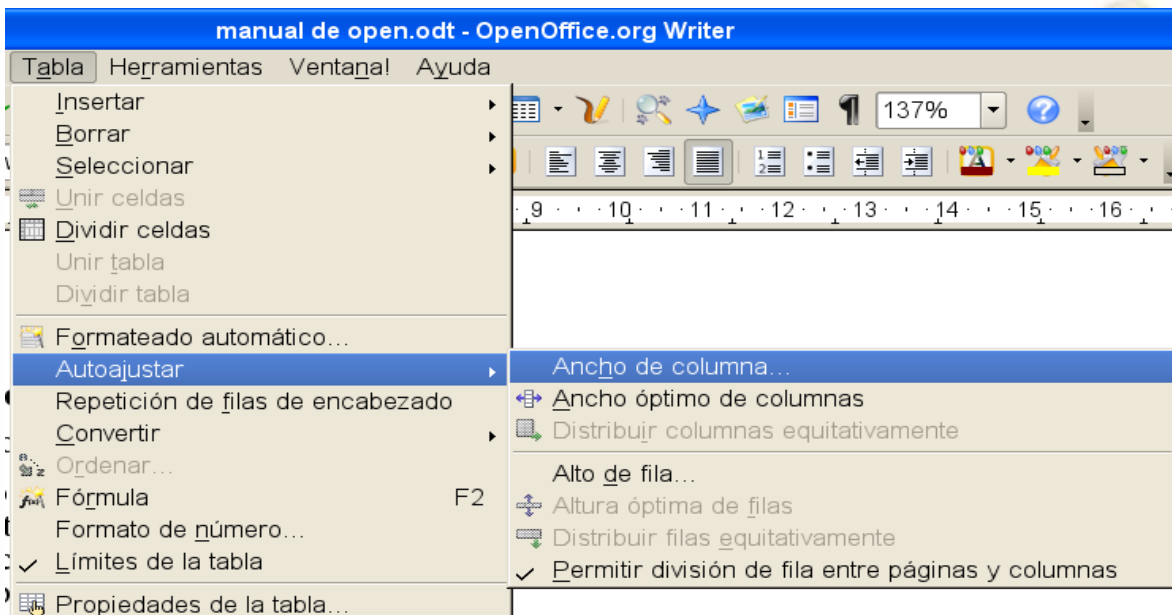 manual de open.odt - OpenOffice.org Writer
Tabla Herramientas Ventana! Ayuda
137%
Insertar
Borrar
Seleccionar
Unir celdas
Dividir celdas
Unir tabla
Dividir tabla
9 10 11 12 13 14 15 16
Formateado automático...
Autoajustar
Repetición de filas de encabezado
Convertir
Ordenar...
Fórmula F2
Formato de número...
Límites de la tabla
Propiedades de la tabla...
Ancho de columna...
Ancho óptimo de columnas
Distribuir columnas equitativamente
Alto de fila...
Altura óptima de filas
Distribuir filas equitativamente
Permitir división de fila entre páginas y columnas